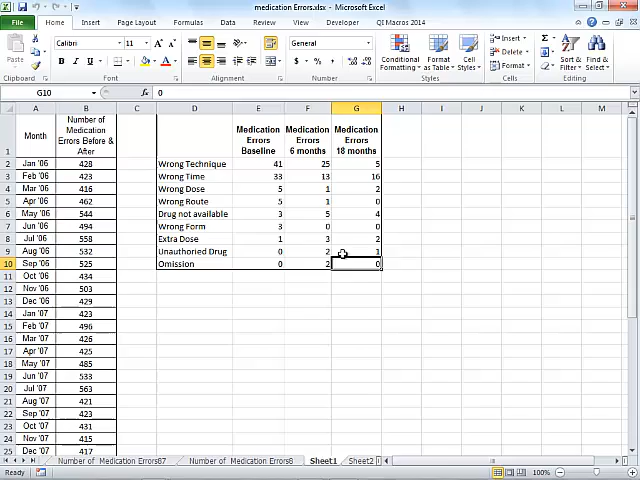 medication Errors.xlsx - Microsoft Excel
File Home Insert Page Layout Formulas Data Review View Developer QI Macros 2014
Calibri 11 General Insert Delete Format
Paste B I U $ % , Conditional Formatting Format as Table Cell Styles Sort & Filter Find & Select
Clipboard Font Alignment Number Styles Cells Editing
G10 fx 0
A B C D E F G H I J K L M
1 Month Number of Medication Errors Before & After Medication Errors Baseline Medication Errors 6 months Medication Errors 18 months
2 Jan '06 428 Wrong Technique 41 25 5
3 Feb '06 423 Wrong Time 33 13 16
4 Mar '06 416 Wrong Dose 5 1 2
5 Apr '06 462 Wrong Route 5 1 0
6 May '06 544 Drug not available 3 5 4
7 Jun '06 494 Wrong Form 3 0 0
8 Jul '06 558 Extra Dose 1 3 2
9 Aug '06 532 Unauthoried Drug 0 2 1
10 Sep '06 525 Omission 0 2 0
11 Oct '06 434
12 Nov '06 503
13 Dec '06 429
14 Jan '07 423
15 Feb '07 496
16 Mar '07 426
17 Apr '07 425
18 May '07 485
19 Jun '07 533
20 Jul '07 563
21 Aug '07 421
22 Sep '07 423
23 Oct '07 431
24 Nov '07 415
25 Dec '07 417
Number of Medication Errors87 Number of Medication Errors8 Sheet1 Sheet2
Ready 100%